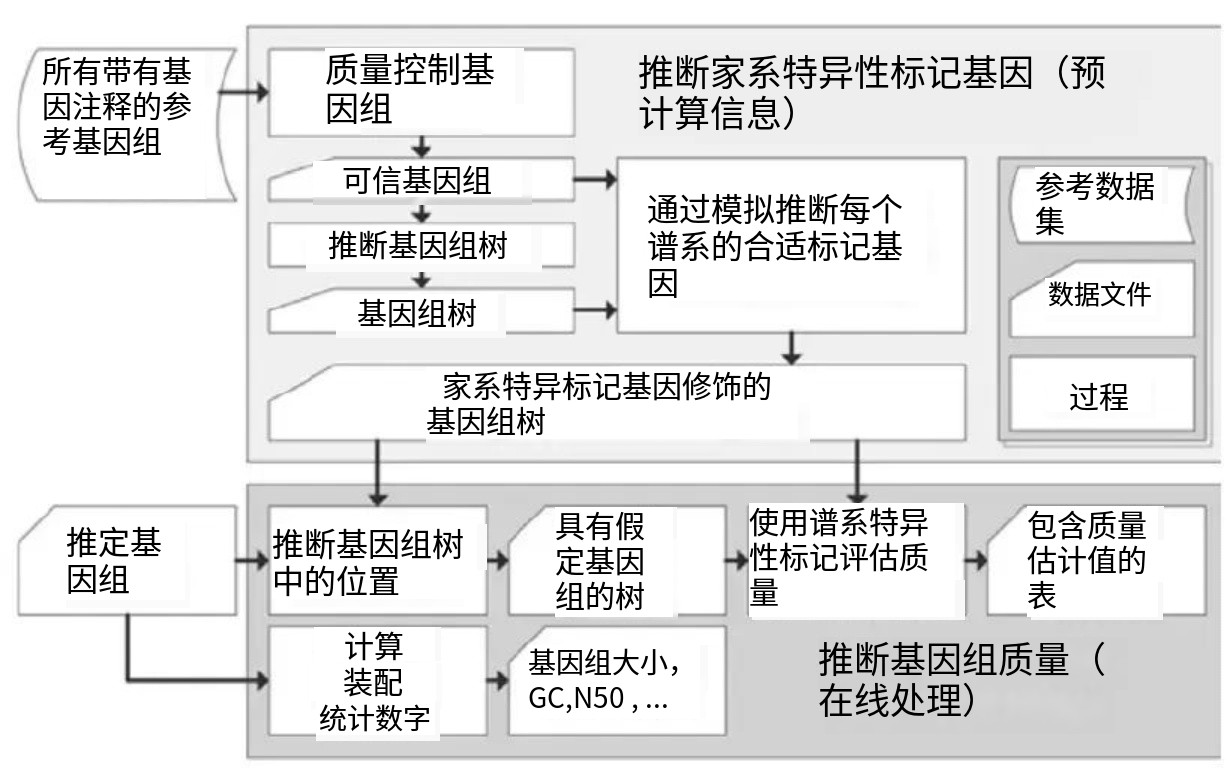 所有带有基
因注释的参
考基因组
质量控制基
因组
推断家系特异性标记基因（预
计算信息）
可信基因组
推断基因组树
基因组树
通过模拟推断每个
谱系的合适标记基
因
参考数据
集
数据文件
过程
家系特异标记基因修饰的
基因组树
推定基
因组
推断基因组树
中的位置
具有假
定基因
组的树
使用谱系特异
性标记评估质
量
包含质量
估计值的
表
计算
装配
统计数字
基因组大小，
GC,N50 , ...
推断基因组质量（
在线处理）